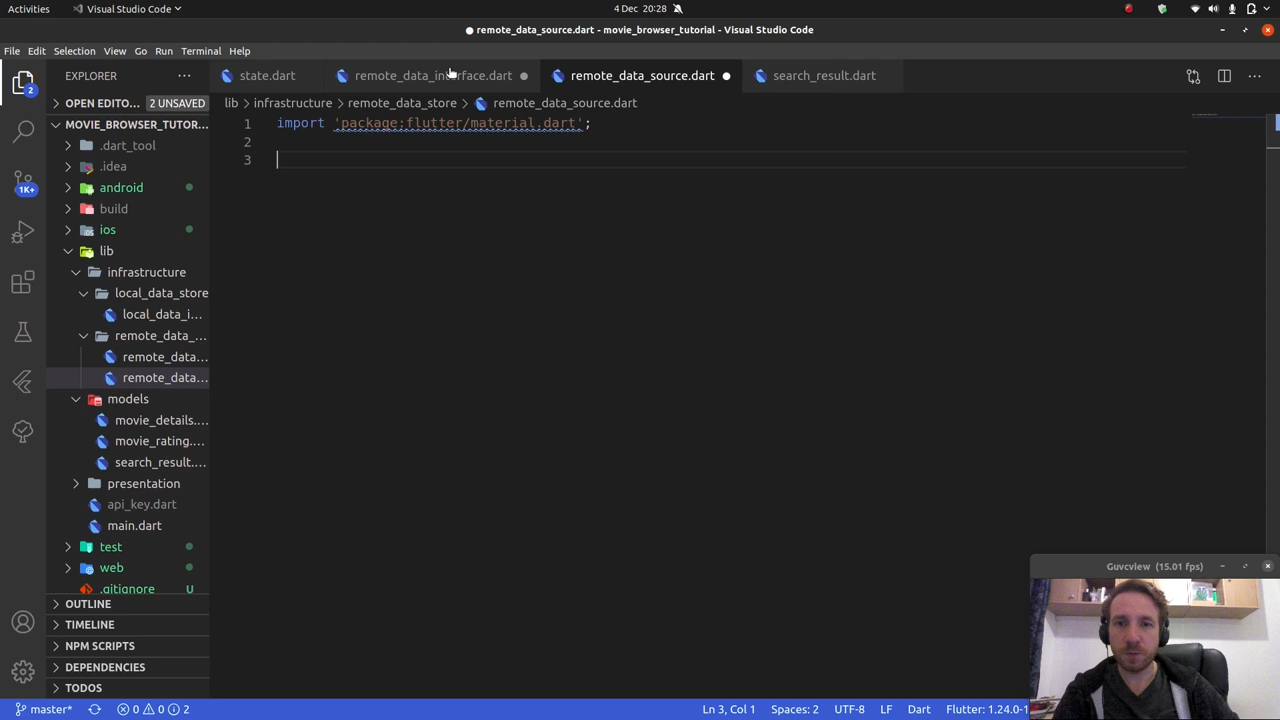 Activities
Visual Studio Code
4 Dec 20:28
● remote_data_source.dart - movie_browser_tutorial - Visual Studio Code
File Edit Selection View Go Run Terminal Help
EXPLORER
state.dart
remote_data_interface.dart
remote_data_source.dart
search_result.dart
2
OPEN EDITO... 2 UNSAVED
lib > infrastructure > remote_data_store > remote_data_source.dart
MOVIE_BROWSER_TUTOR...
1 import 'package:flutter/material.dart';
2
3
.dart_tool
.idea
1K+
android
build
ios
lib
infrastructure
local_data_store
local_data_i...
remote_data_...
remote_data...
remote_data...
models
movie_details....
movie_rating....
search_result....
presentation
api_key.dart
main.dart
test
web
.gitignore U
OUTLINE
TIMELINE
NPM SCRIPTS
DEPENDENCIES
TODOS
Guvcview (15.01 fps)
master* 0 0 2
Ln 3, Col 1 Spaces: 2 UTF-8 LF Dart Flutter: 1.24.0-1